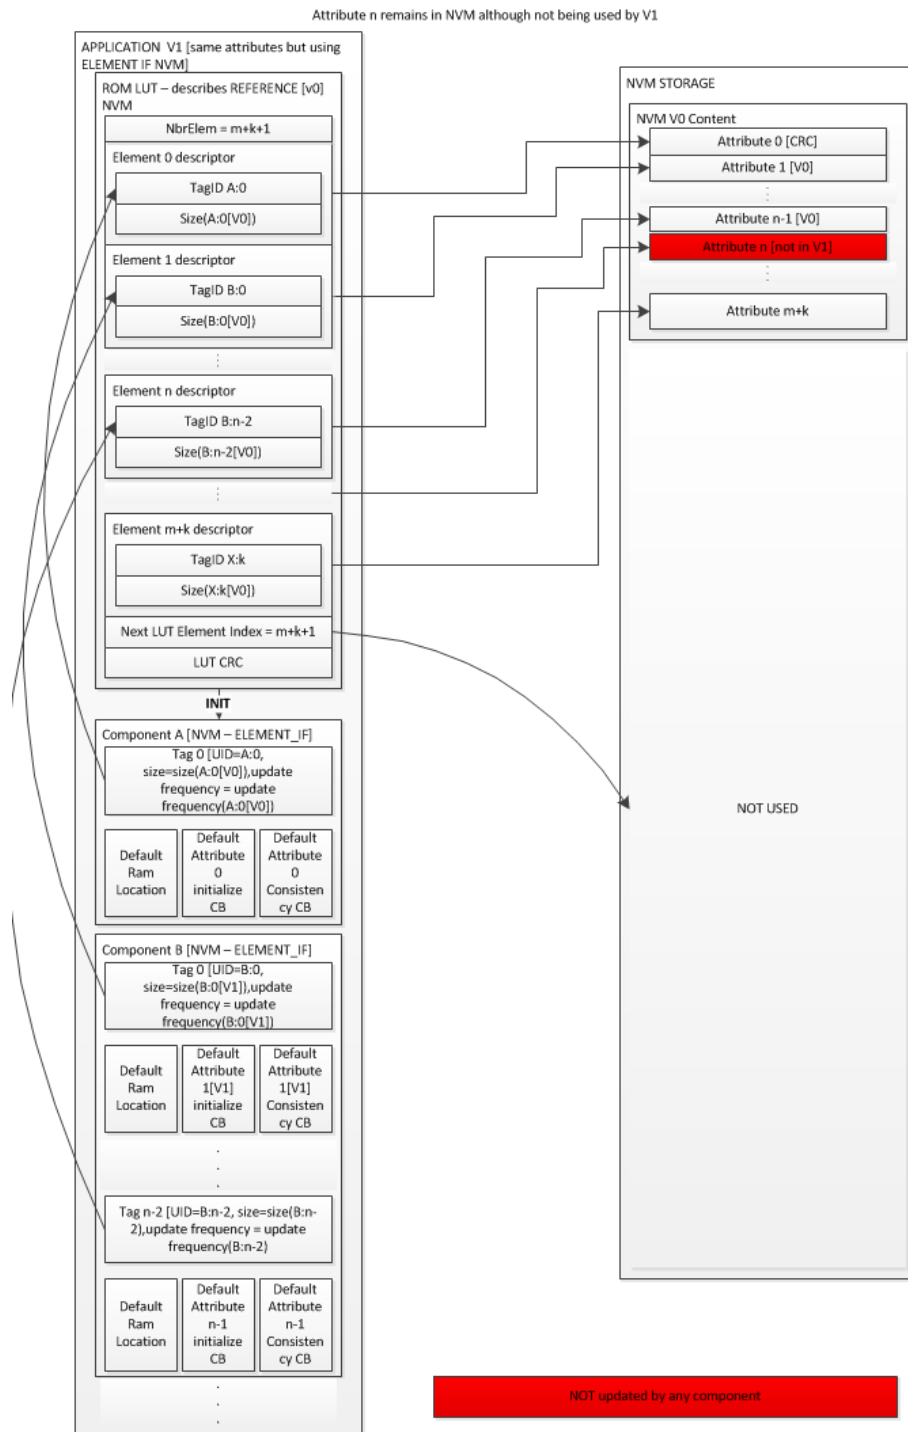 Attribute n remains in NVM although not being used by V1
APPLICATION V1 [same attributes but using
ELEMENT IF NVM]
ROM LUT – describes REFERENCE [v0]
NVM
NbrElem = m+k+1
Element 0 descriptor
TagID A:0
Size(A:0[V0])
Element 1 descriptor
TagID B:0
Size(B:0[V0])
Element n descriptor
TagID B:n-2
Size(B:n-2[V0])
Element m+k descriptor
TagID X:k
Size(X:k[V0])
Next LUT Element Index = m+k+1
LUT CRC
INIT
Component A [NVM – ELEMENT_IF]
Tag 0 [UID=A:0,
size=size(A:0[V0]),update
frequency = update
frequency(A:0[V0])
Default
Ram
Location
Default
Attribute
0
initialize
CB
Default
Attribute
0
Consisten
cy CB
Component B [NVM – ELEMENT_IF]
Tag 0 [UID=B:0,
size=size(B:0[V1]),update
frequency = update
frequency(B:0[V1])
Default
Ram
Location
Default
Attribute
1[V1]
initialize
CB
Default
Attribute
1[V1]
Consisten
cy CB
Tag n-2 [UID=B:n-2, size=size(B:n-
2),update frequency = update
frequency(B:n-2)
Default
Ram
Location
Default
Attribute
n-1
initialize
CB
Default
Attribute
n-1
Consisten
cy CB
NVM STORAGE
NVM V0 Content
Attribute 0 [CRC]
Attribute 1 [V0]
Attribute n-1 [V0]
Attribute n [not in V1]
Attribute m+k
NOT USED
NOT updated by any component